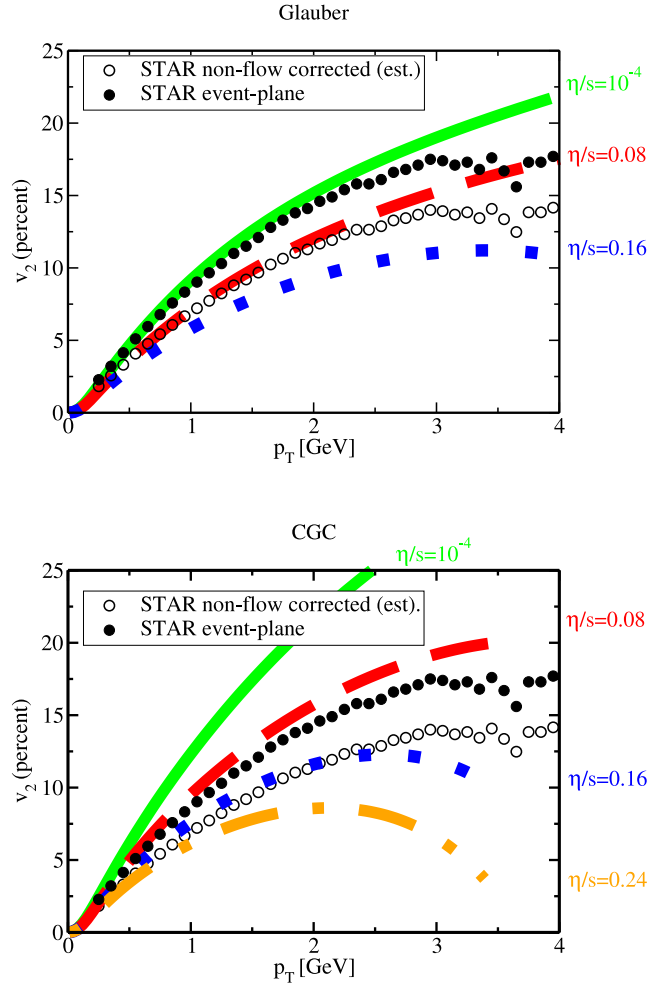 Glauber
25
20
15
10
5
0
v₂ (percent)
STAR non-flow corrected (est.)
STAR event-plane
η/s=10⁻⁴
η/s=0.08
η/s=0.16
0 1 2 3 4
p_T [GeV]
CGC
η/s=10⁻⁴
25
20
15
10
5
0
v₂ (percent)
STAR non-flow corrected (est).
STAR event-plane
η/s=0.08
η/s=0.16
η/s=0.24
0 1 2 3 4
p_T [GeV]